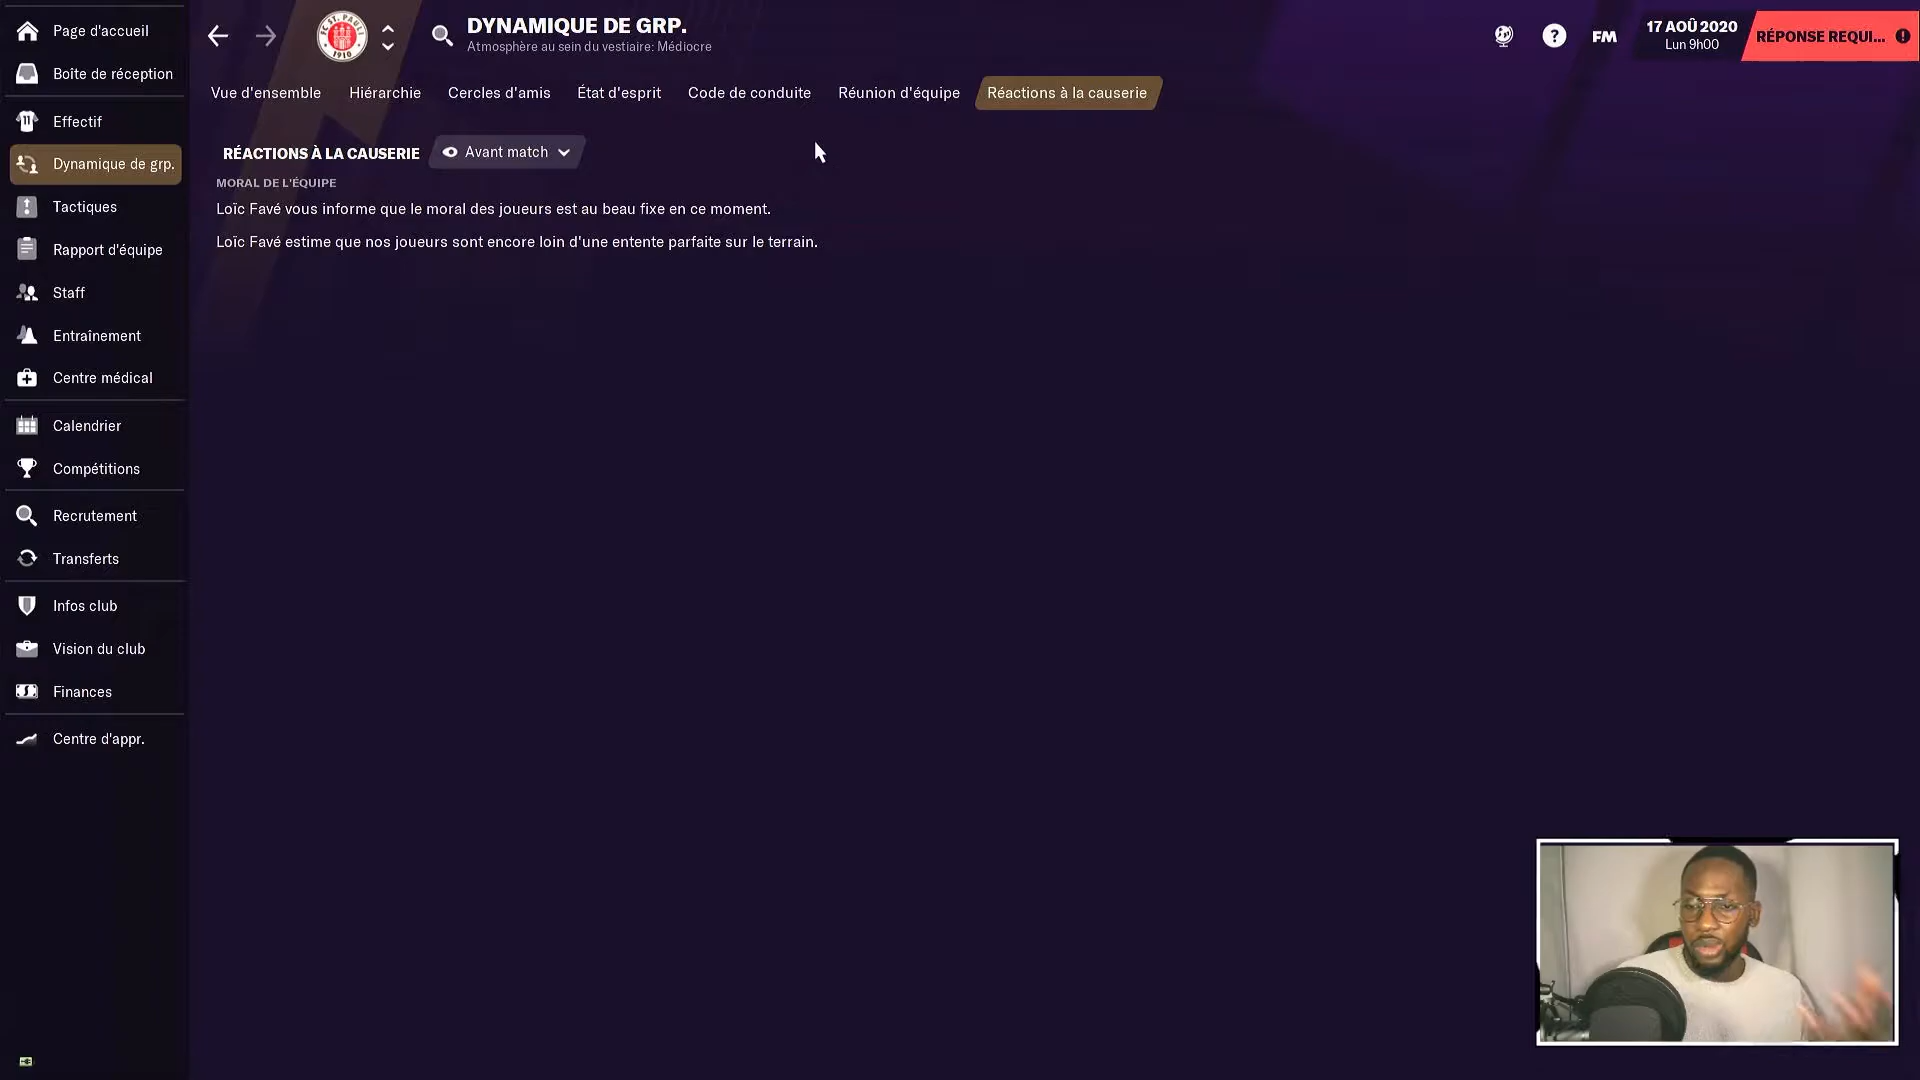 DYNAMIQUE DE GRP.
Atmosphère au sein du vestiaire: Médiocre
FC ST. PAULI
1910
FM
17 AOÛ 2020
Lun 9h00
RÉPONSE REQUI...
Page d'accueil
Boîte de réception
Effectif
Dynamique de grp.
Tactiques
Rapport d'équipe
Staff
Entraînement
Centre médical
Calendrier
Compétitions
Recrutement
Transferts
Infos club
Vision du club
Finances
Centre d'appr.
Vue d'ensemble Hiérarchie Cercles d'amis État d'esprit Code de conduite Réunion d'équipe Réactions à la causerie
RÉACTIONS À LA CAUSERIE Avant match
MORAL DE L'ÉQUIPE
Loïc Favé vous informe que le moral des joueurs est au beau fixe en ce moment.
Loïc Favé estime que nos joueurs sont encore loin d'une entente parfaite sur le terrain.